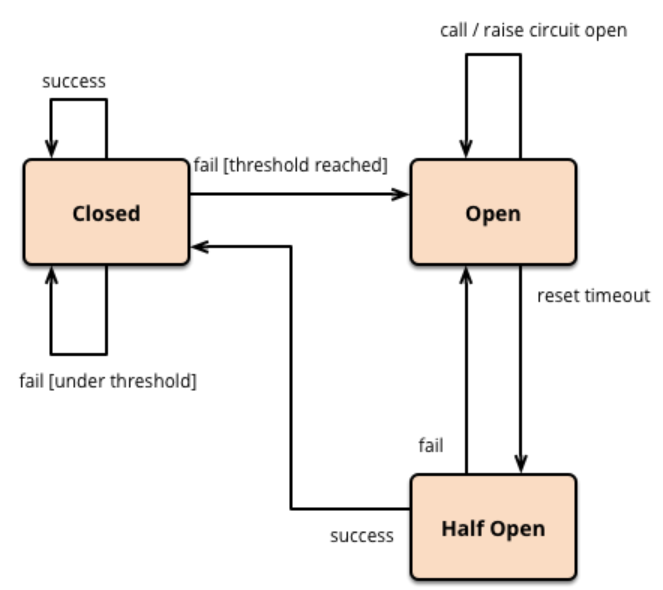 call / raise circuit open
success
fail [threshold reached]
Closed
Open
reset timeout
fail [under threshold]
fail
Half Open
success